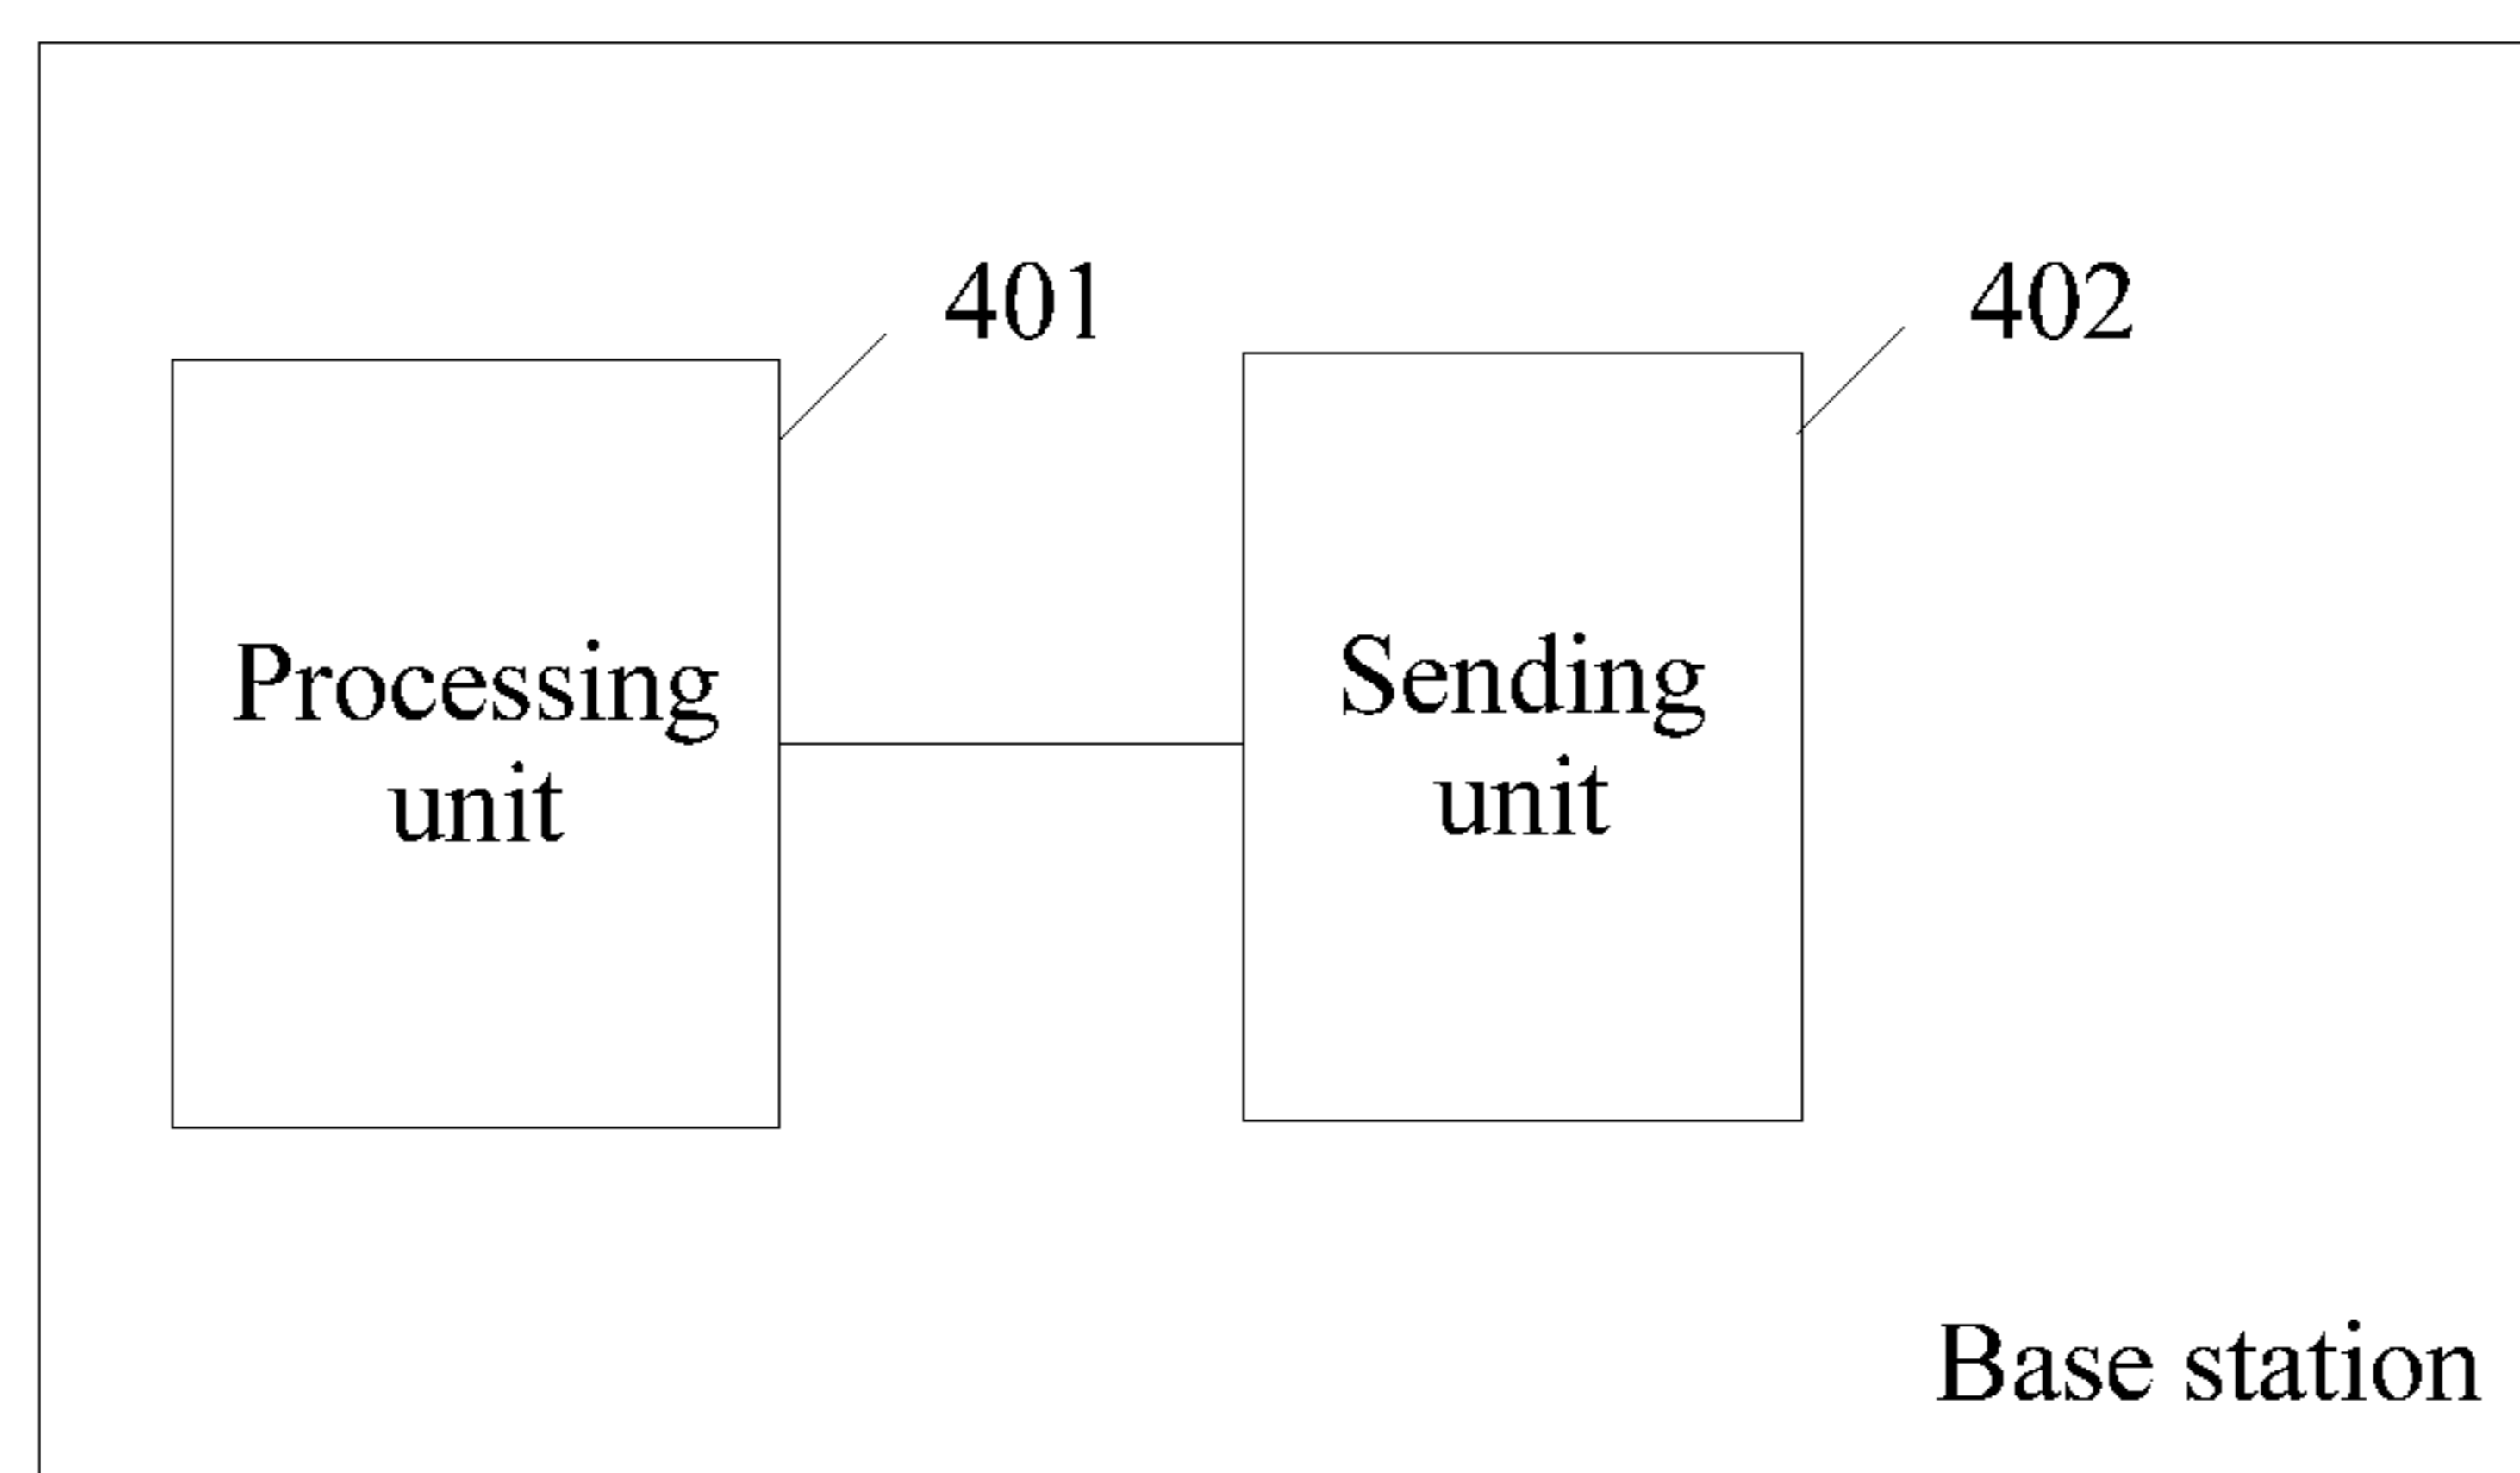 401
402
Processing
unit
Sending
unit
Base station